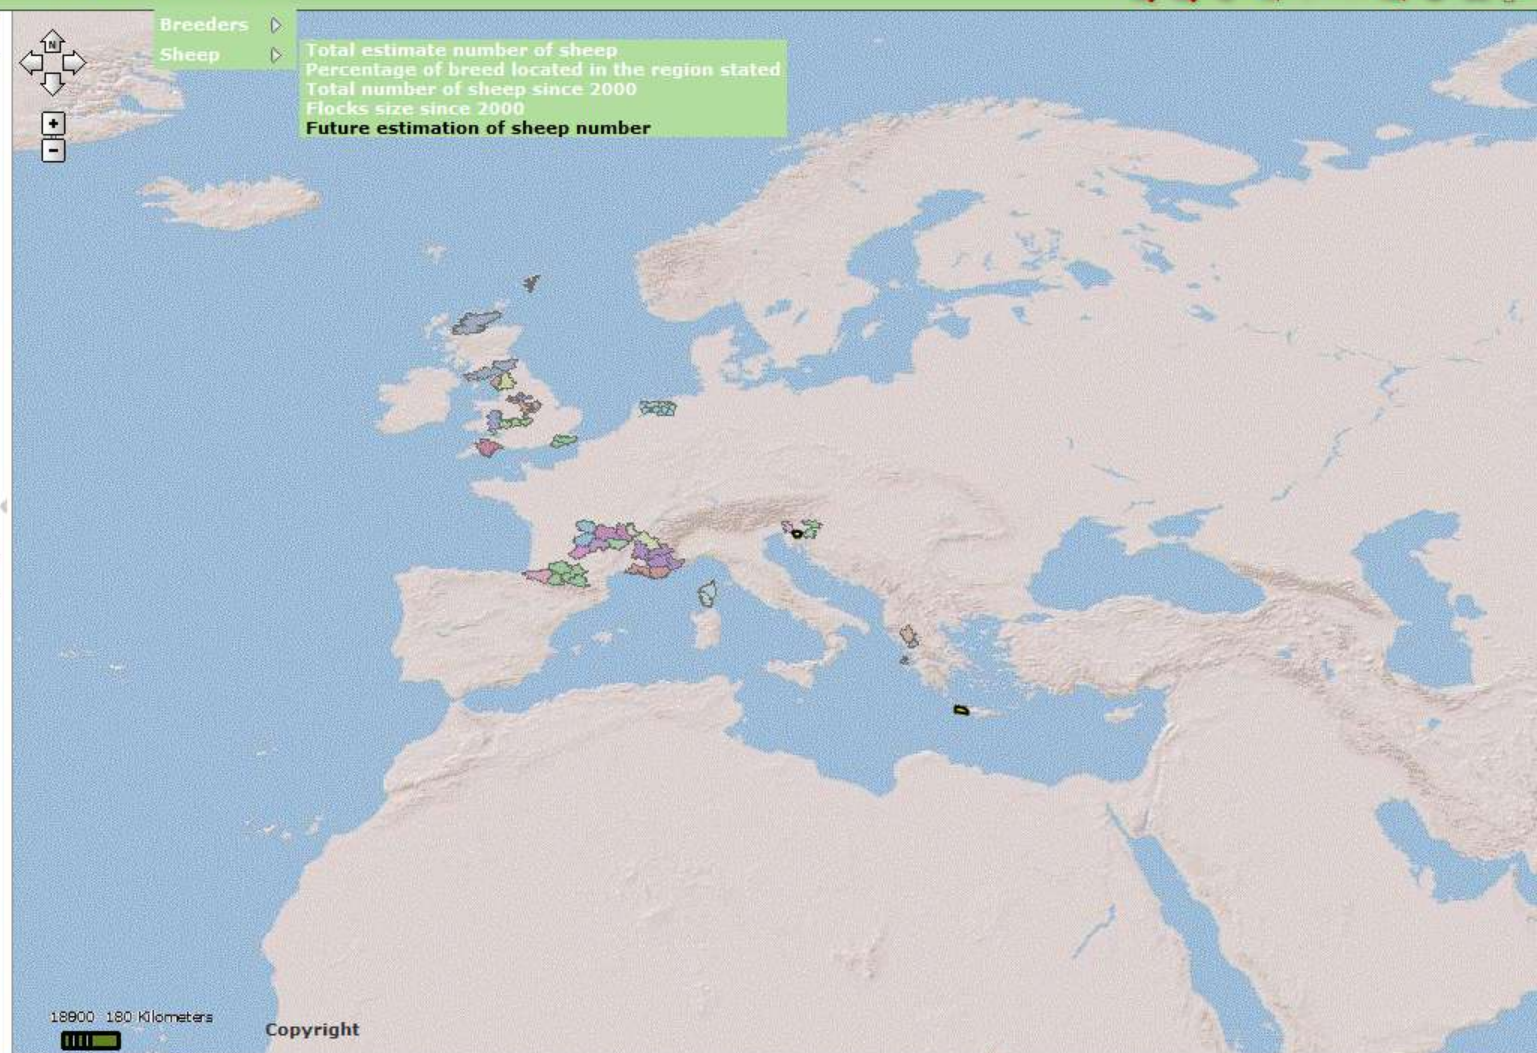 Breeders
Sheep
Total estimate number of sheep
Percentage of breed located in the region stated
Total number of sheep since 2000
Flocks size since 2000
Future estimation of sheep number
N
+
-
180 Kilometers
Copyright